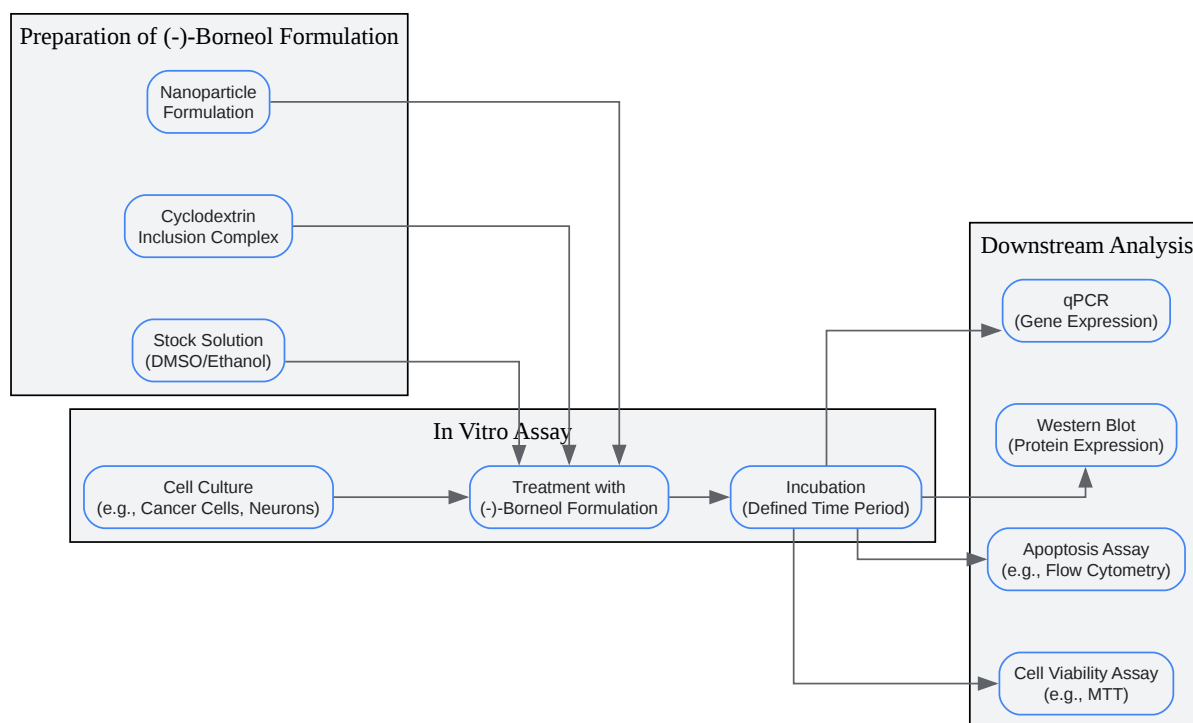 Preparation of (-)-Borneol Formulation
Nanoparticle
Formulation
Cyclodextrin
Inclusion Complex
Stock Solution
(DMSO/Ethanol)
In Vitro Assay
Cell Culture
(e.g., Cancer Cells, Neurons)
Treatment with
(-)-Borneol Formulation
Incubation
(Defined Time Period)
Downstream Analysis
qPCR
(Gene Expression)
Western Blot
(Protein Expression)
Apoptosis Assay
(e.g., Flow Cytometry)
Cell Viability Assay
(e.g., MTT)